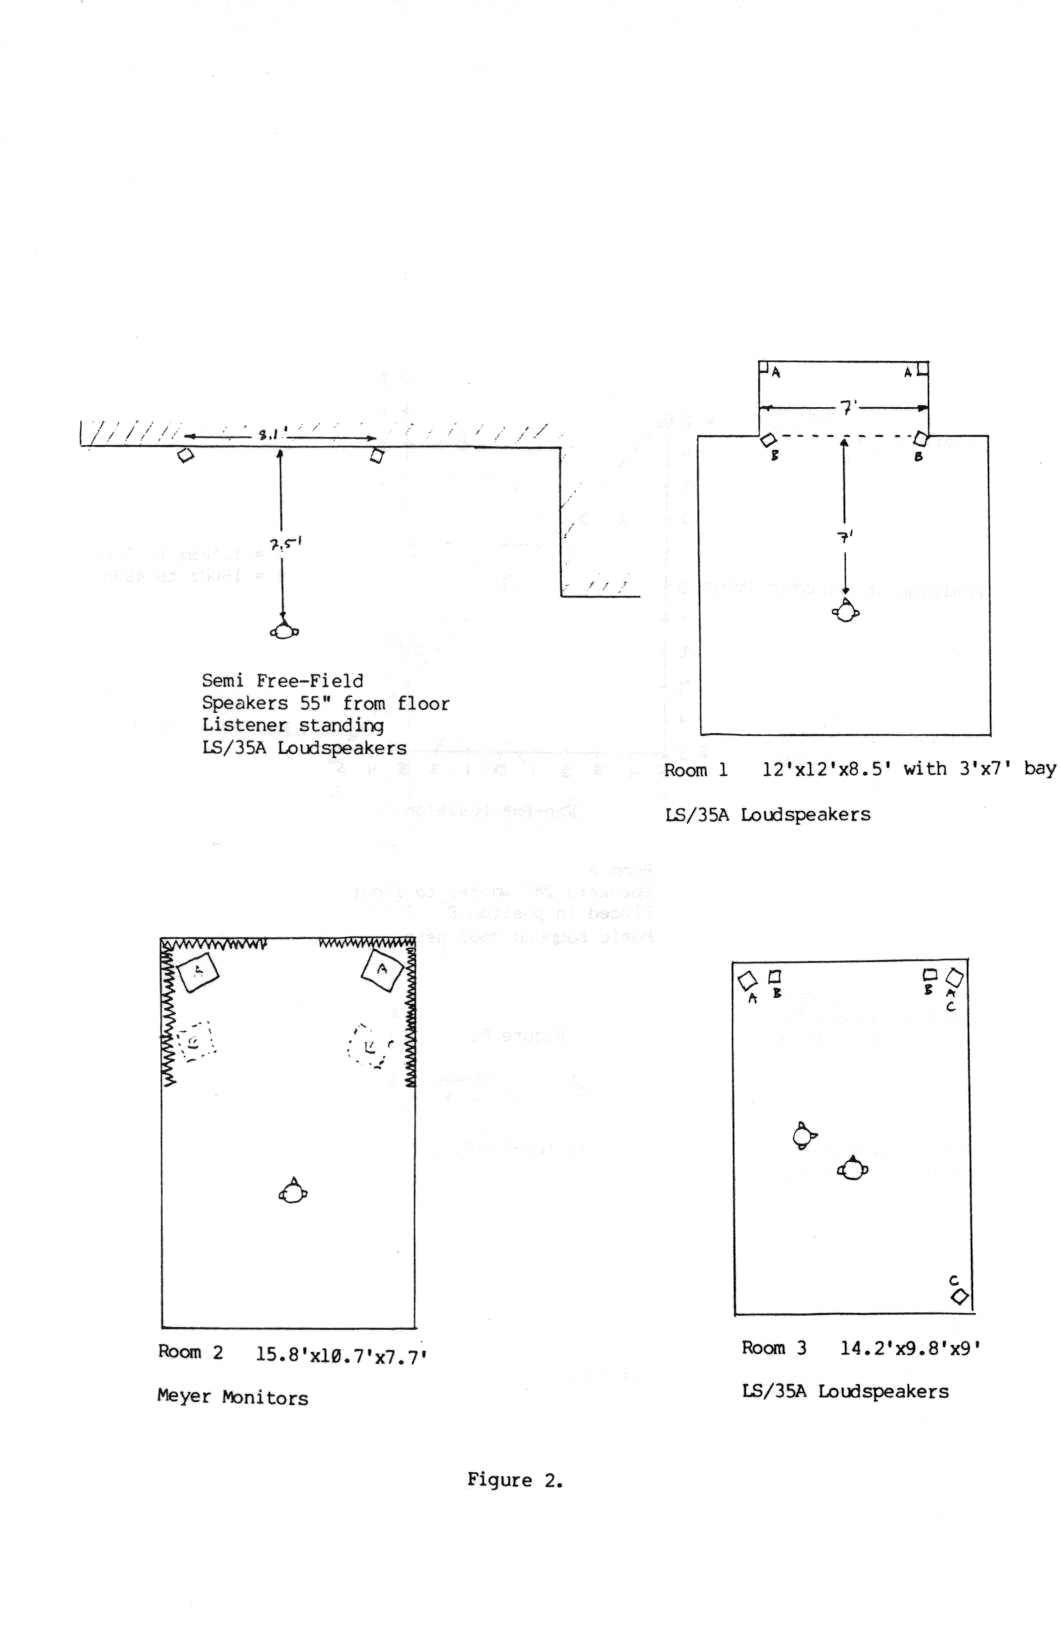 8.1'
7.5'
Semi Free-Field
Speakers 55" from floor
Listener standing
LS/35A Loudspeakers
A A
7'
B B
7'
Room 1 12'x12'x8.5' with 3'x7' bay
LS/35A Loudspeakers
A A
B B
Room 2 15.8'x10.7'x7.7'
Meyer Monitors
A B B A
C
C
Room 3 14.2'x9.8'x9'
LS/35A Loudspeakers
Figure 2.